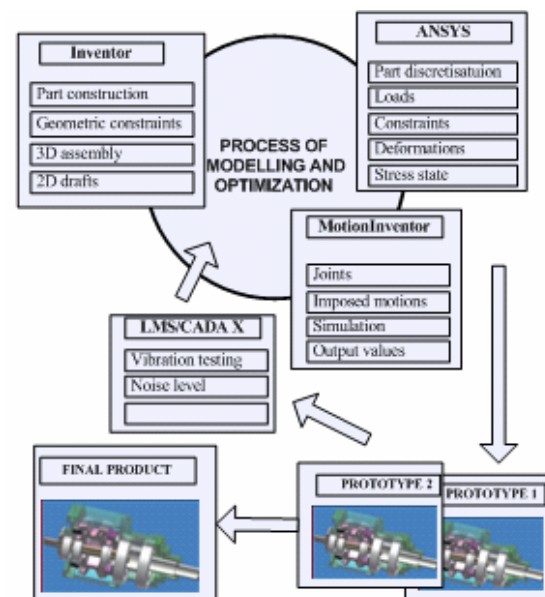 Inventor
Part construction
Geometric constraints
3D assembly
2D drafts
ANSYS
Part discretisatuion
Loads
Constraints
Deformations
Stress state
PROCESS OF
MODELLING AND
OPTIMIZATION
MotionInventor
Joints
Imposed motions
Simulation
Output values
LMS/CADA X
Vibration testing
Noise level
FINAL PRODUCT
PROTOTYPE 2
PROTOTYPE 1